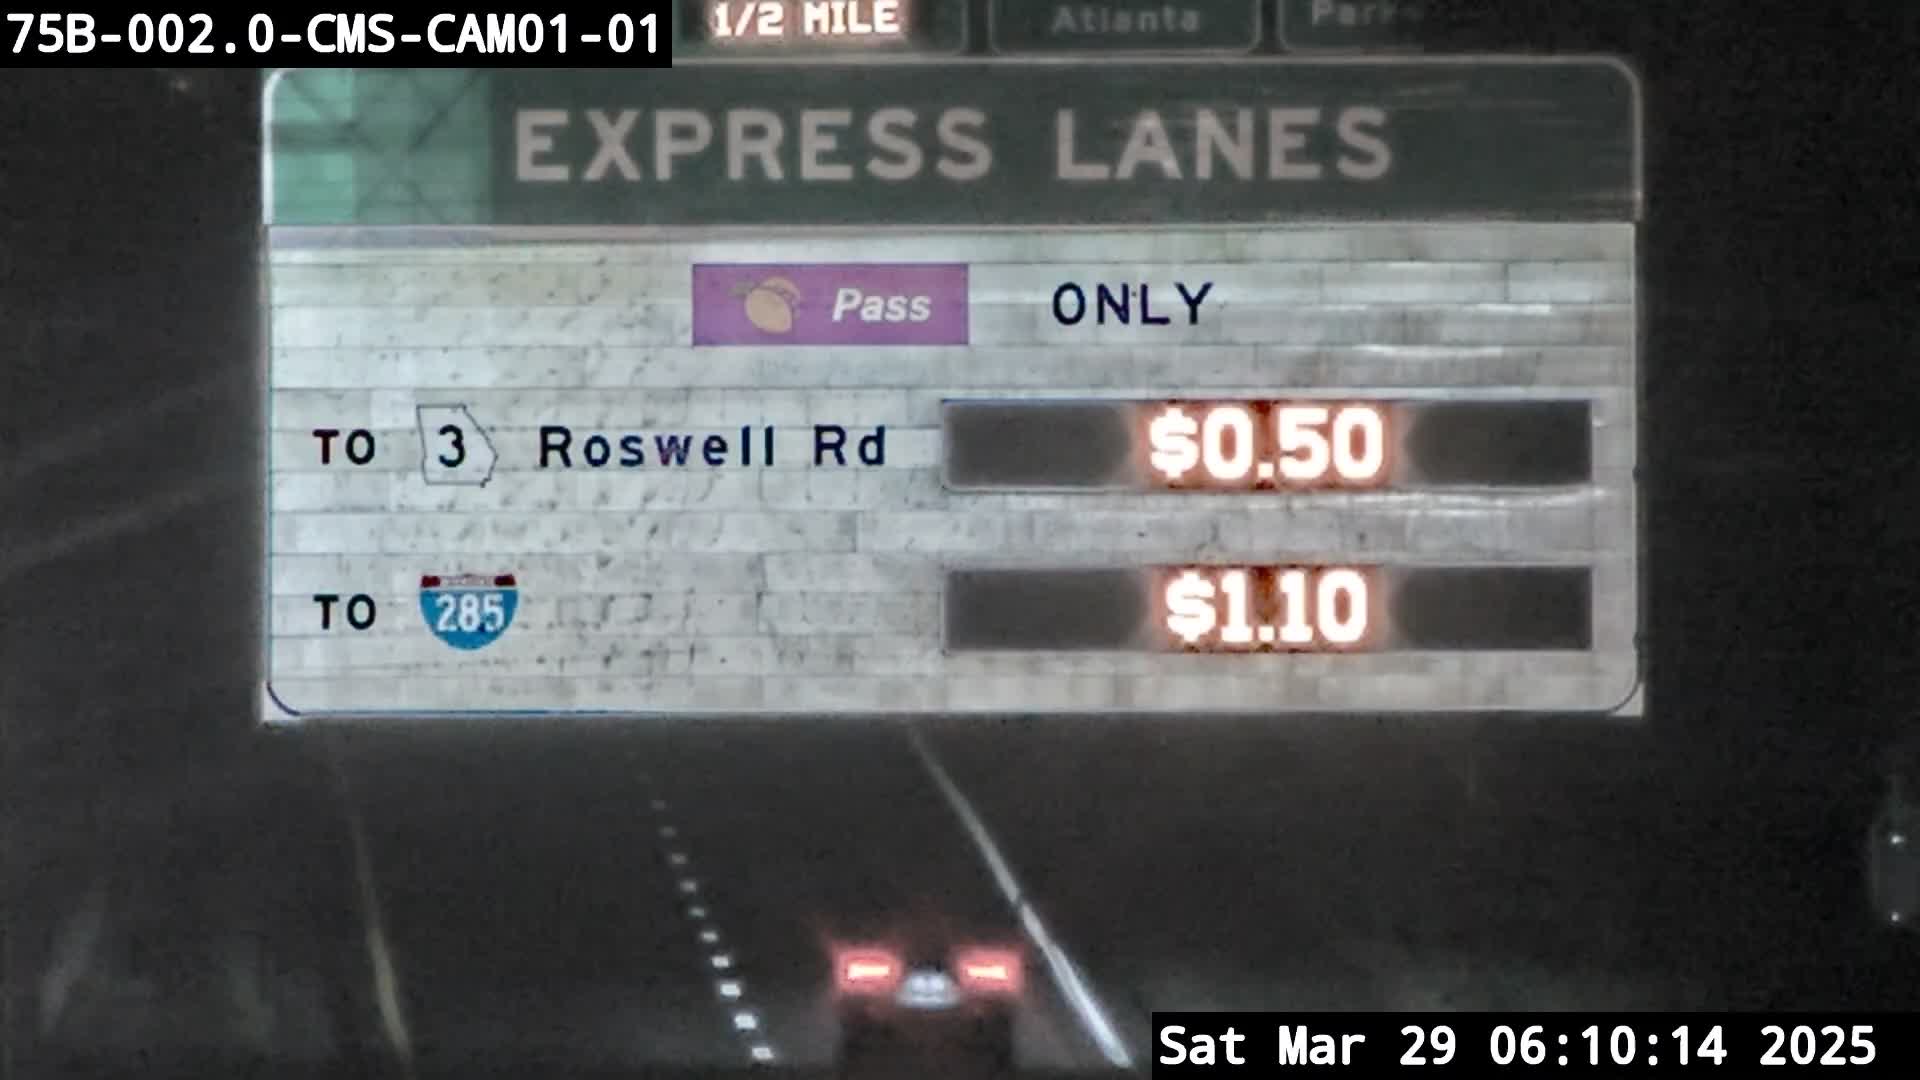 75B-002.0-CMS-CAM01-01
1/2 MILE
Atlanta
EXPRESS LANES
Pass ONLY
TO 3 Roswell Rd $0.50
TO 285 $1.10
Sat Mar 29 06:10:14 2025